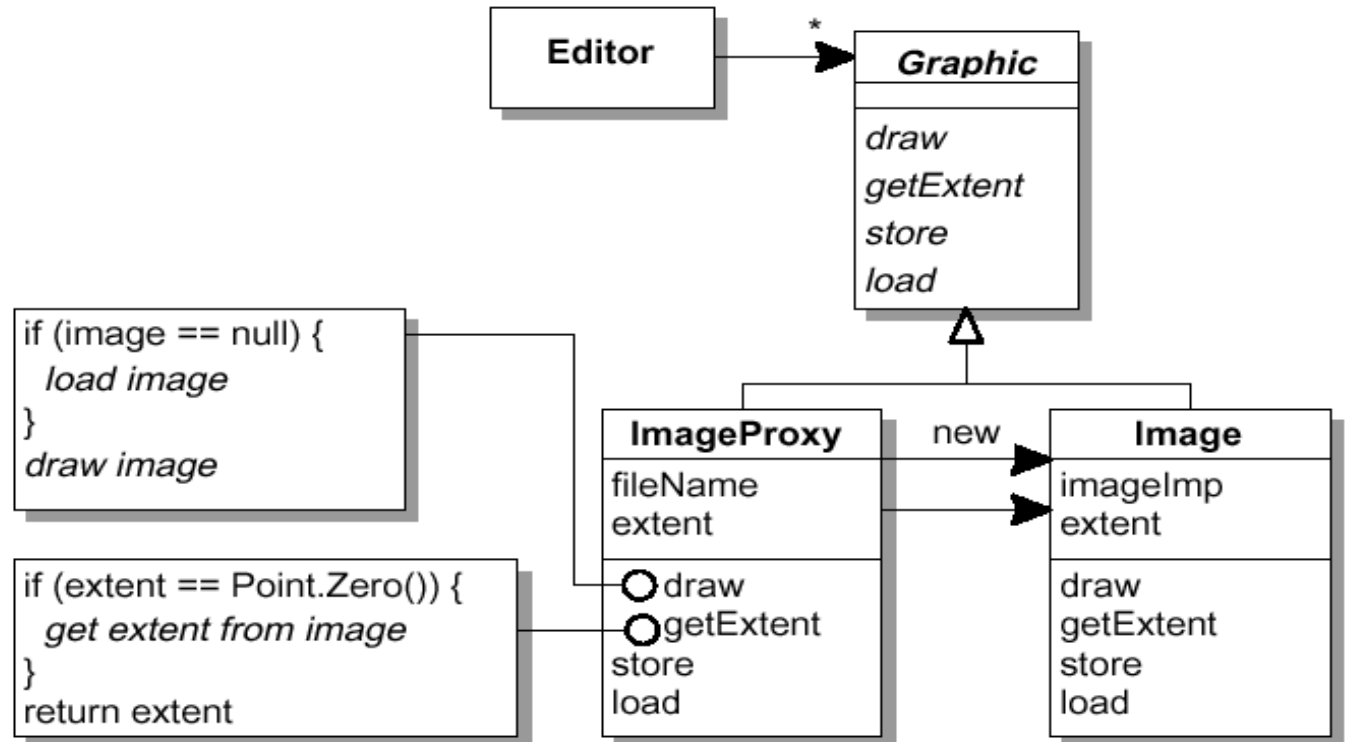 Editor
*
Graphic
draw
getExtent
store
load
if (image == null) {
load image
}
draw image
if (extent == Point.Zero()) {
get extent from image
}
return extent
ImageProxy
fileName
extent
draw
getExtent
store
load
new
Image
imageImp
extent
draw
getExtent
store
load